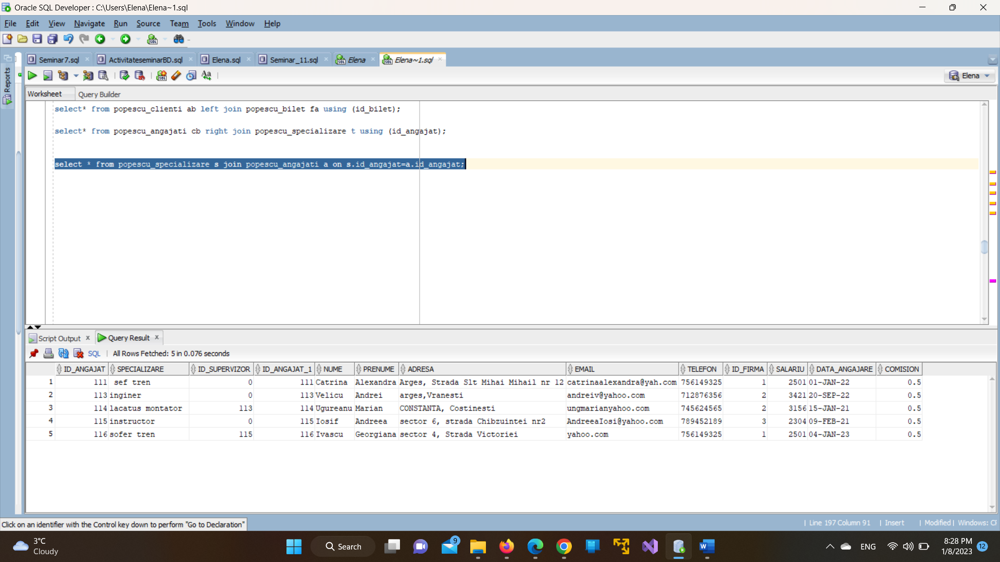 Oracle SQL Developer : C:\Users\Elena\Elena~1.sql
File Edit View Navigate Run Source Team Tools Window Help
Seminar7.sql ActivitateseminarBD.sql Elena.sql Seminar_11.sql Elena Elena~1.sql
Reports
Elena
Worksheet Query Builder
select* from popescu_clienti ab left join popescu_bilet fa using (id_bilet);
select* from popescu_angajati cb right join popescu_specializare t using (id_angajat);
select * from popescu_specializare s join popescu_angajati a on s.id_angajat=a.id_angajat;
Script Output x Query Result x
SQL | All Rows Fetched: 5 in 0.076 seconds
ID_ANGAJAT SPECIALIZARE ID_SUPERVIZOR ID_ANGAJAT_1 NUME PRENUME ADRESA EMAIL TELEFON ID_FIRMA SALARIU DATA_ANGAJARE COMISION
1 111 sef tren 0 111 Catrina Alexandra Arges, Strada Slt Mihai Mihail nr 12 catrinaalexandra@yah.com 756149325 1 2501 01-JAN-22 0.5
2 113 inginer 0 113 Velicu Andrei arges,Vranesti andreiv@yahoo.com 712876356 2 3421 20-SEP-22 0.5
3 114 lacatus montator 113 114 Ugureanu Marian CONSTANTA, Costinesti ungmarianyahoo.com 745624565 2 3156 15-JAN-21 0.5
4 115 instructor 0 115 Iosif Andreea sector 6, strada Chibzuintei nr2 AndreeaIosi@yahoo.com 789452189 3 2304 09-FEB-21 0.5
5 116 sofer tren 115 116 Ivascu Georgiana sector 4, Strada Victoriei yahoo.com 756149325 1 2501 04-JAN-23 0.5
Click on an identifier with the Control key down to perform "Go to Declaration"
| Line 197 Column 91 | Insert | Modified | Windows: CF
3°C
Cloudy
Search
9
ENG
8:28 PM
1/8/2023
12